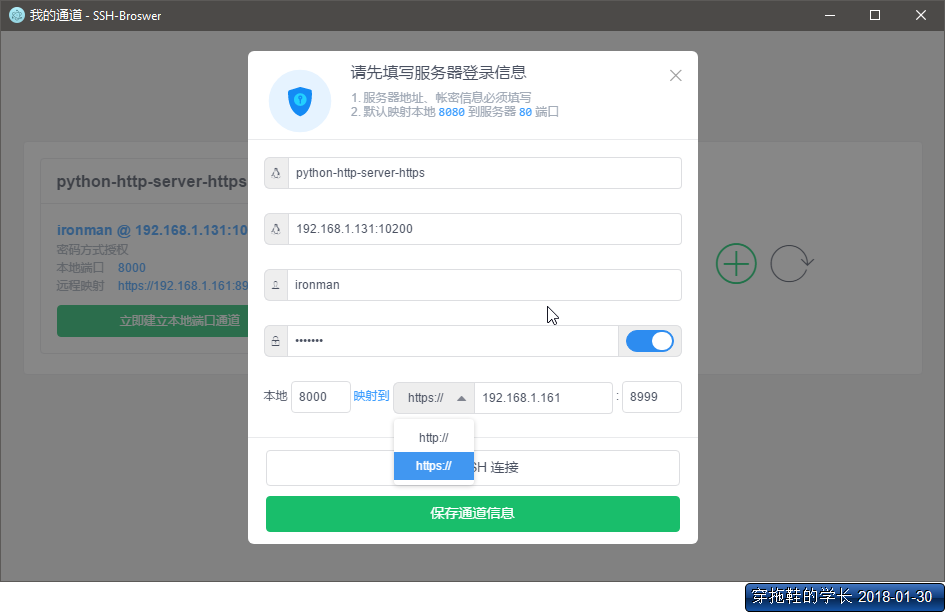 我的通道 - SSH-Broswer
请先填写服务器登录信息
1. 服务器地址、帐密信息必须填写
2. 默认映射本地 8080 到服务器 80 端口
python-http-server-https
python-http-server-https
192.168.1.131:10200
ironman @ 192.168.1.131:10
密码方式授权
本地端口 8000
远程映射 https://192.168.1.161:89
立即建立本地端口通道
ironman
•••••••
本地 8000 映射到 https:// 192.168.1.161 : 8999
http://
https://
SH 连接
保存通道信息
穿拖鞋的学长 2018-01-30